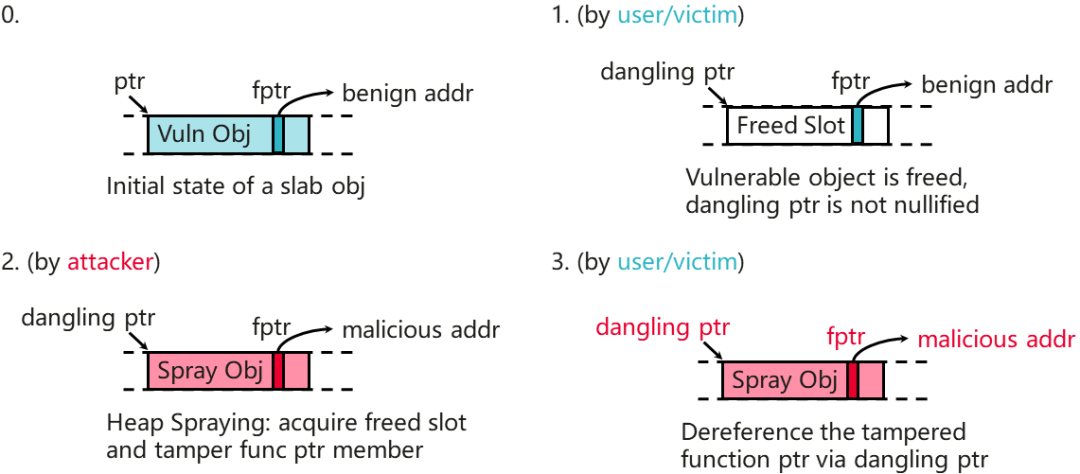 0.
ptr
fptr
benign addr
Vuln Obj
Initial state of a slab obj
1. (by user/victim)
dangling ptr
fptr
benign addr
Freed Slot
Vulnerable object is freed,
dangling ptr is not nullified
2. (by attacker)
dangling ptr
fptr
malicious addr
Spray Obj
Heap Spraying: acquire freed slot
and tamper func ptr member
3. (by user/victim)
dangling ptr
fptr
malicious addr
Spray Obj
Dereference the tampered
function ptr via dangling ptr